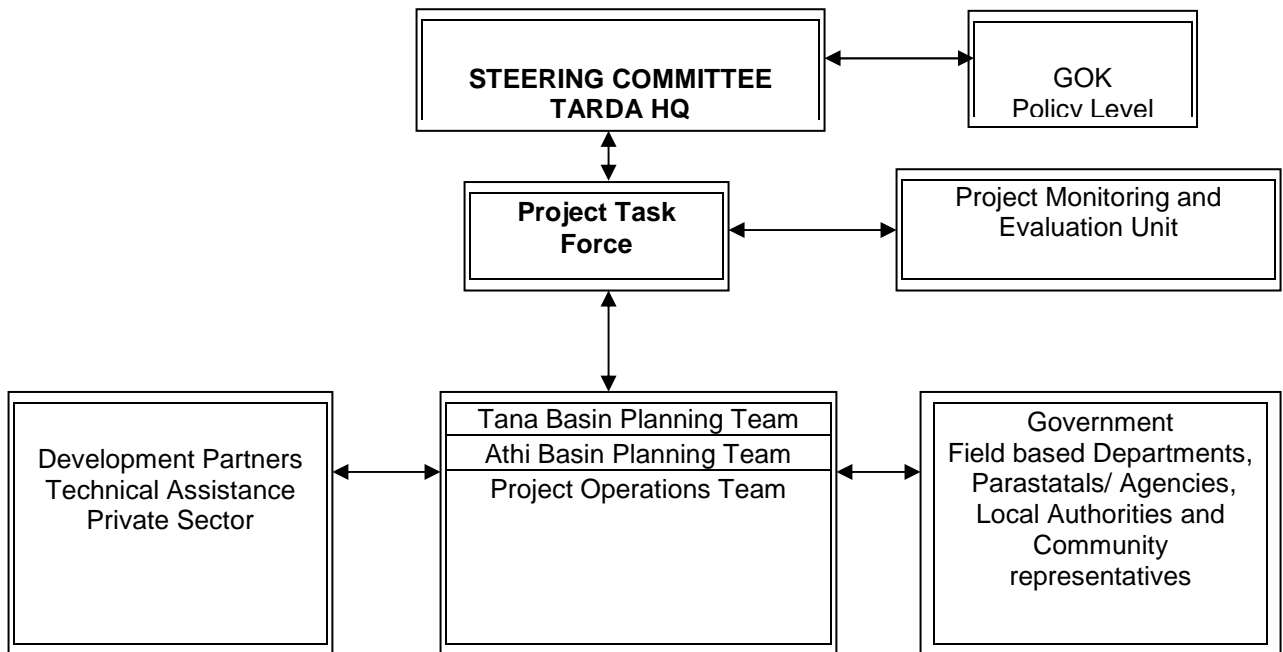 STEERING COMMITTEE
TARDA HQ
GOK
Policy Level
Project Task
Force
Project Monitoring and
Evaluation Unit
Development Partners
Technical Assistance
Private Sector
Tana Basin Planning Team
Athi Basin Planning Team
Project Operations Team
Government
Field based Departments,
Parastatals/ Agencies,
Local Authorities and
Community
representatives